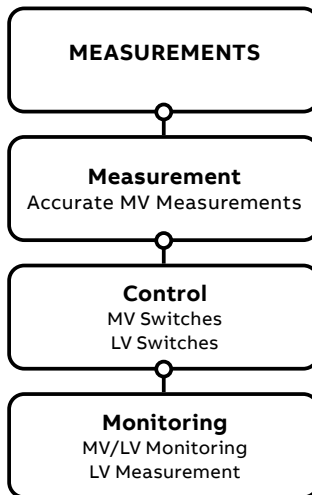 MEASUREMENTS
Measurement
Accurate MV Measurements
Control
MV Switches
LV Switches
Monitoring
MV/LV Monitoring
LV Measurement